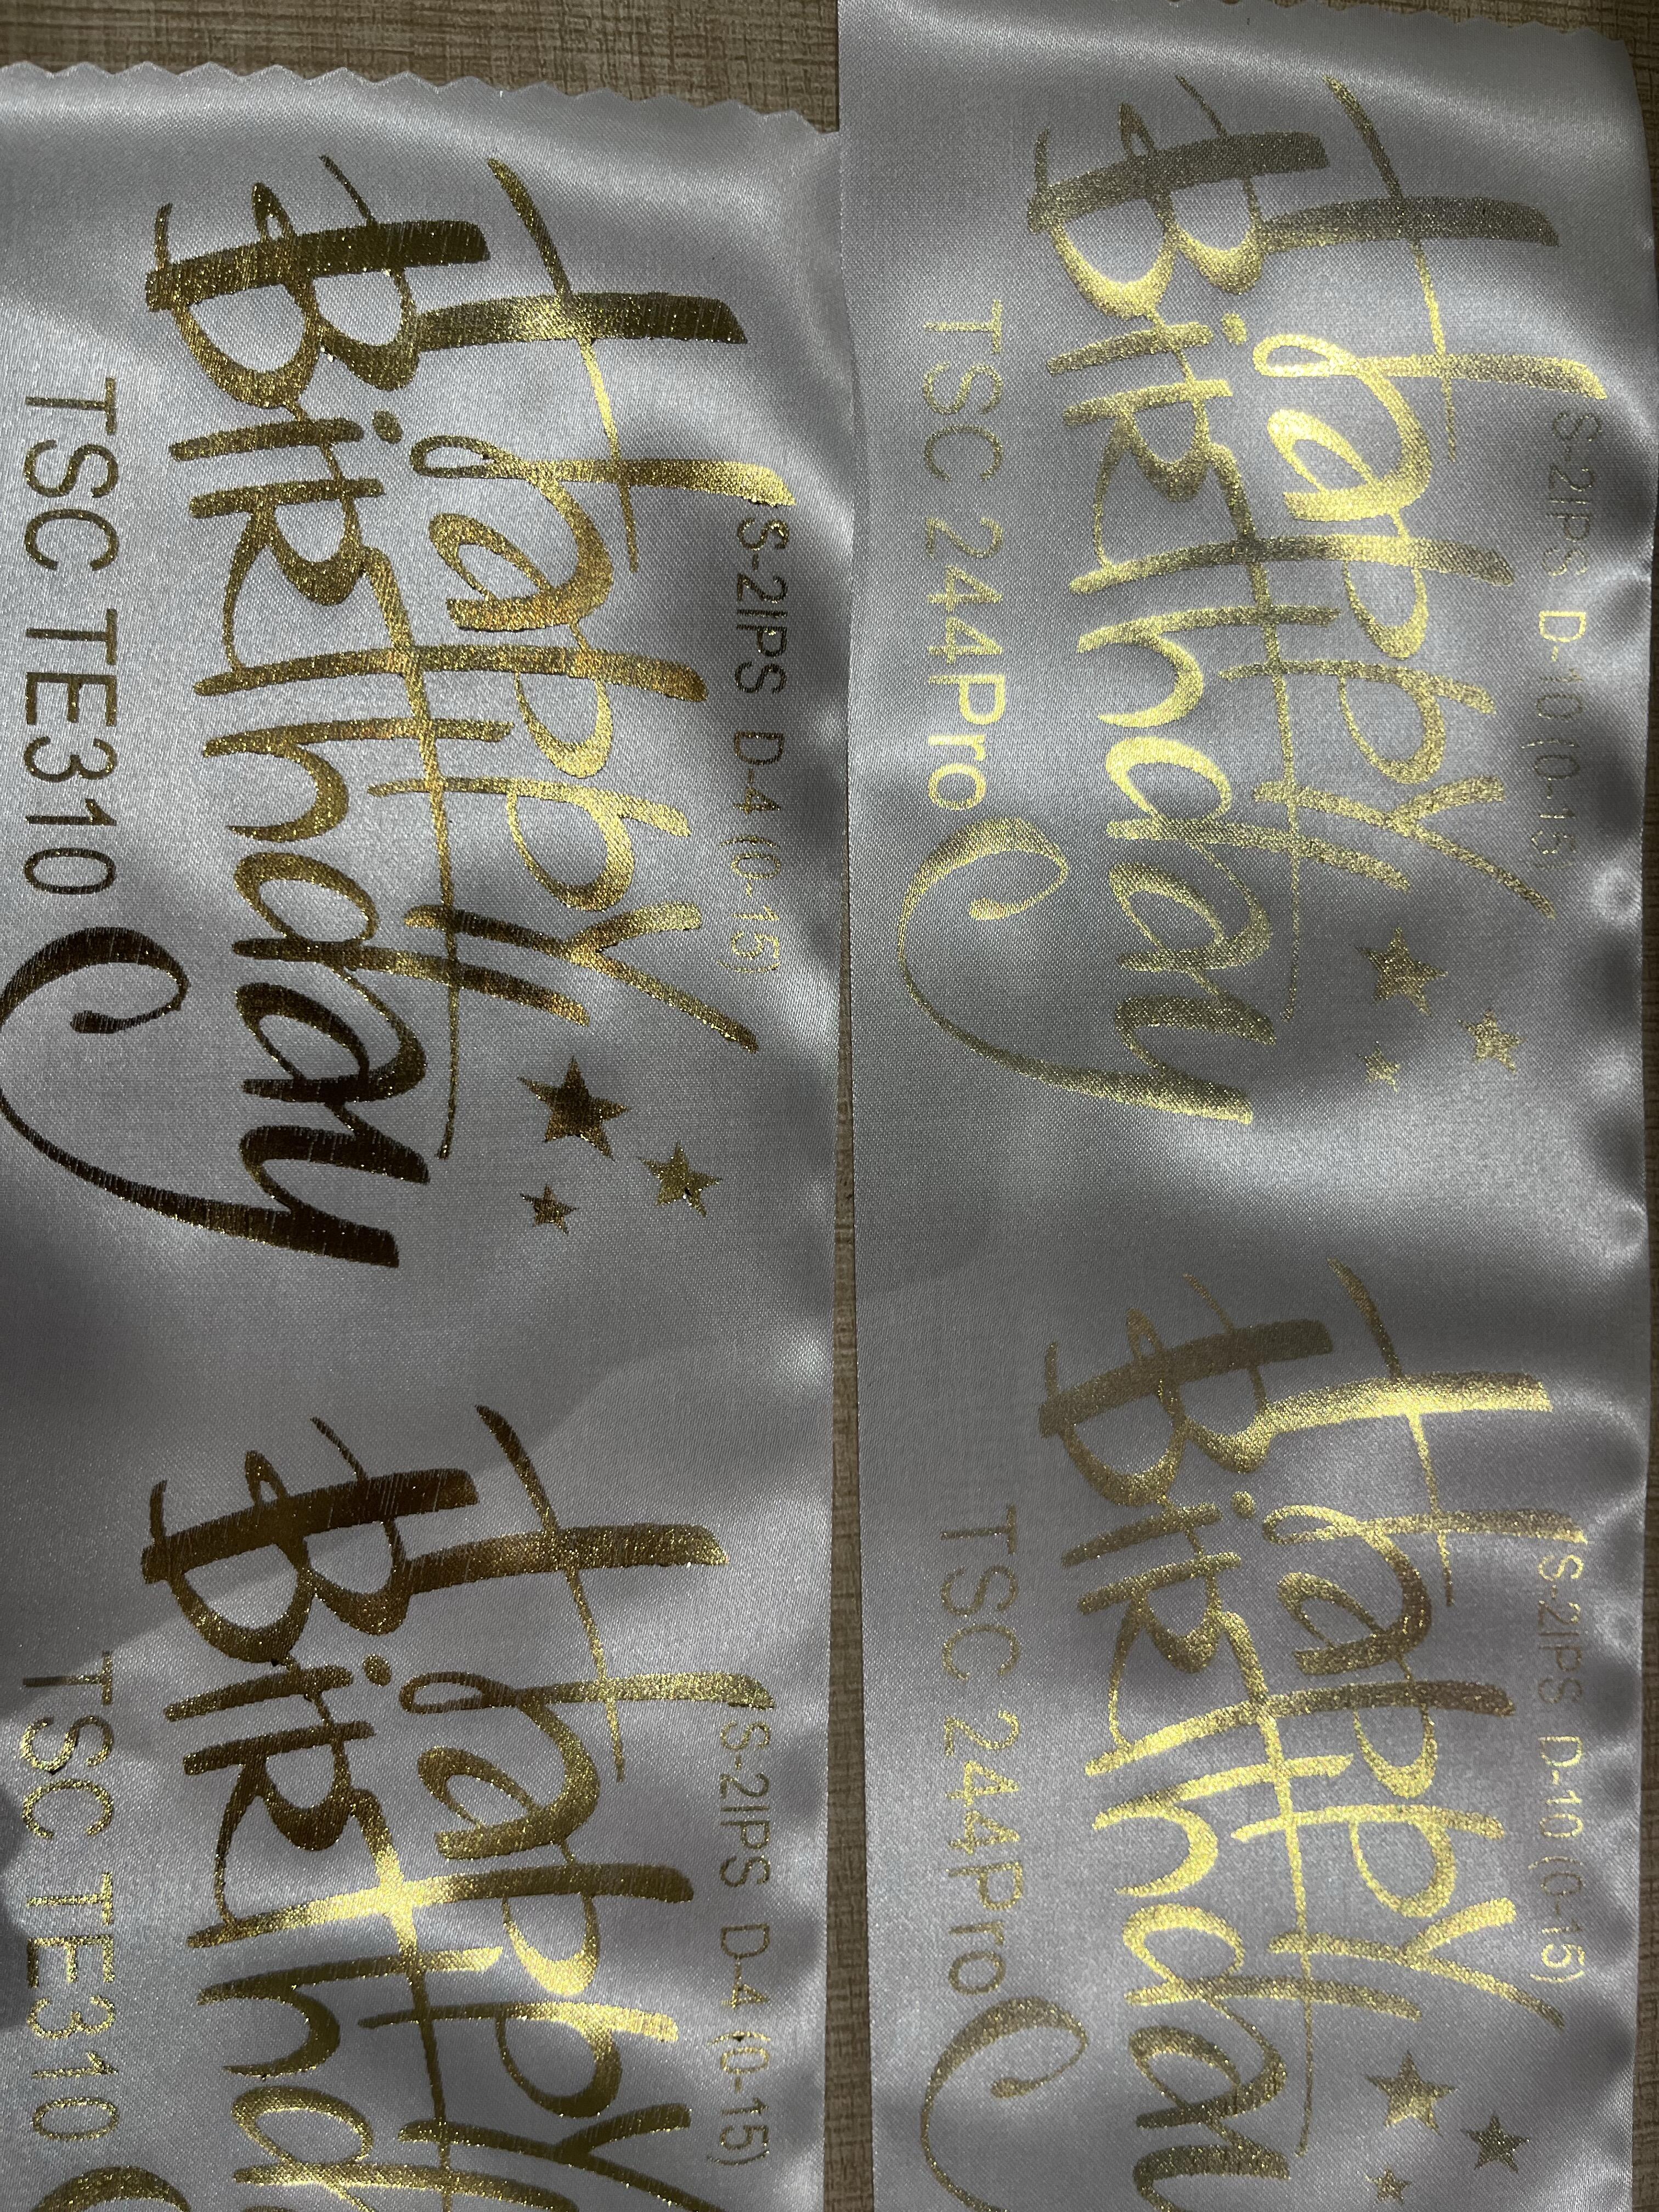 S-2IPS D-4 (0-15)
Happy
Birthday
TSC TE310
S-2IPS D-4 (0-15)
Happy
Birth
TSC TE310
S-2IPS D-10 (0-15)
Happy
Birthday
TSC 244Pro
S-2IPS D-10 (0-15)
Happy
Birthday
TSC 244Pro